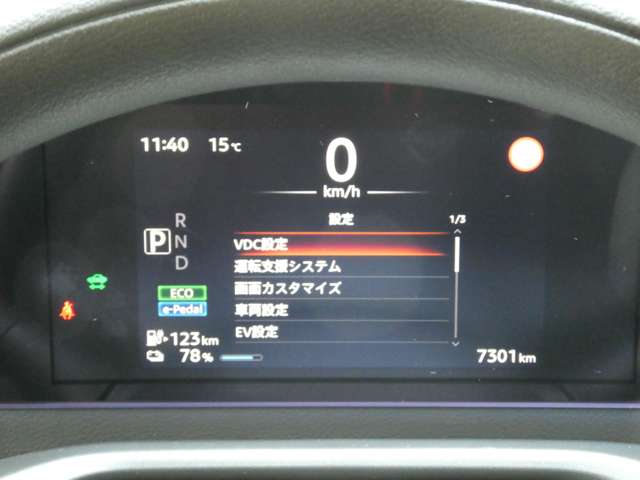 11:40 15℃
0
km/h
設定 1/3
R
P N
D
VDC設定
運転支援システム
画面カスタマイズ
車両設定
EV設定
ECO
e-Pedal
123km
78%
7301km